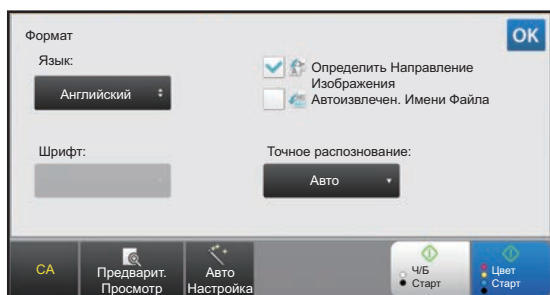 Формат
OK
Язык:
Английский
Определить Направление
Изображения
Автоизвлечен. Имени Файла
Шрифт:
Точное распознование:
Авто
CA
Предварит.
Просмотр
Авто
Настройка
Ч/Б
Старт
Цвет
Старт